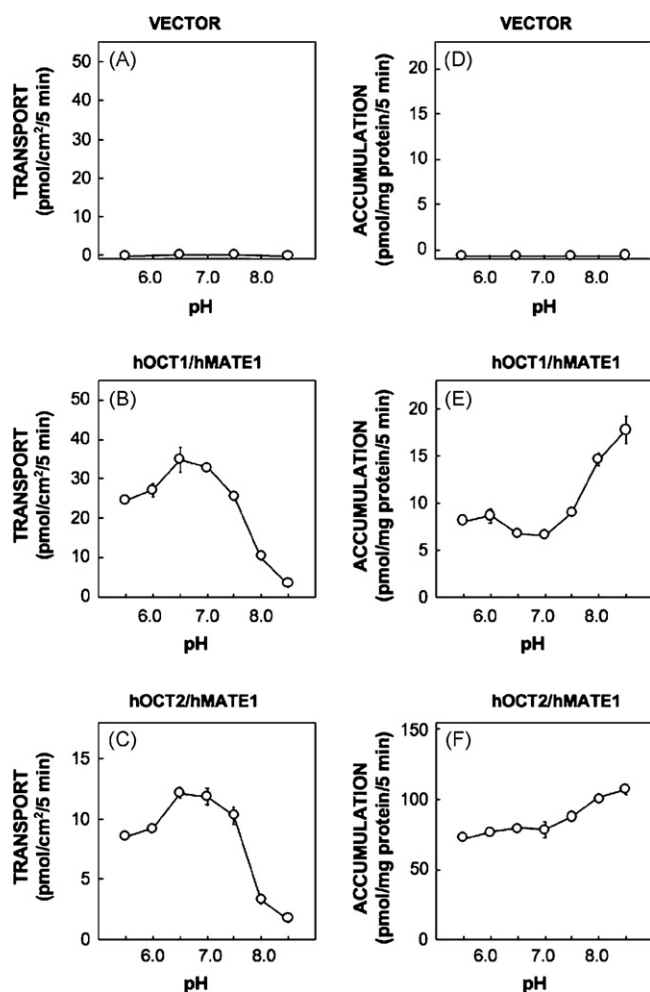 VECTOR
(A)
TRANSPORT
(pmol/cm²/5 min)
50
40
30
20
10
0
6.0 7.0 8.0
pH
VECTOR
(D)
ACCUMULATION
(pmol/mg protein/5 min)
20
15
10
5
0
6.0 7.0 8.0
pH
hOCT1/hMATE1
(B)
TRANSPORT
(pmol/cm²/5 min)
50
40
30
20
10
0
6.0 7.0 8.0
pH
hOCT1/hMATE1
(E)
ACCUMULATION
(pmol/mg protein/5 min)
20
15
10
5
0
6.0 7.0 8.0
pH
hOCT2/hMATE1
(C)
TRANSPORT
(pmol/cm²/5 min)
15
10
5
0
6.0 7.0 8.0
pH
hOCT2/hMATE1
(F)
ACCUMULATION
(pmol/mg protein/5 min)
150
100
50
0
6.0 7.0 8.0
pH